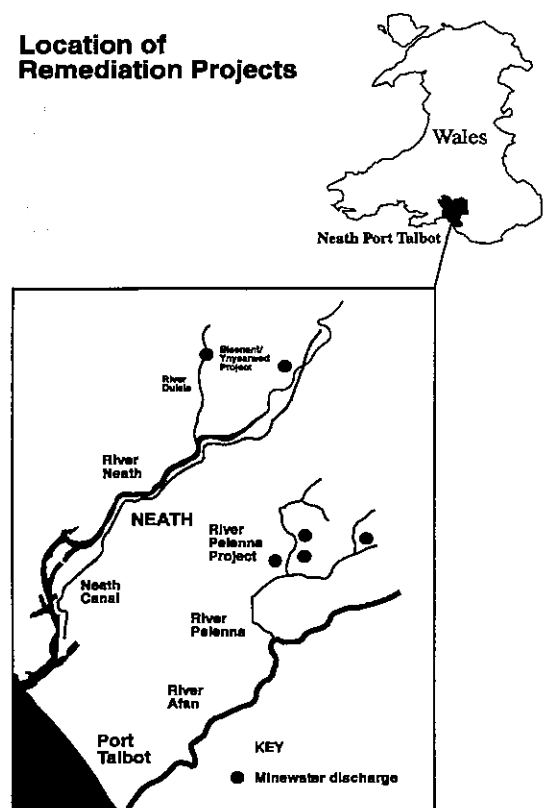 Location of
Remediation Projects
Wales
Neath Port Talbot
River
Dulais
Project
River
Neath
NEATH
River
Pelenna
Project
Neath
Canal
River
Pelenna
River
Afan
Port
Talbot
KEY
Minewater discharge